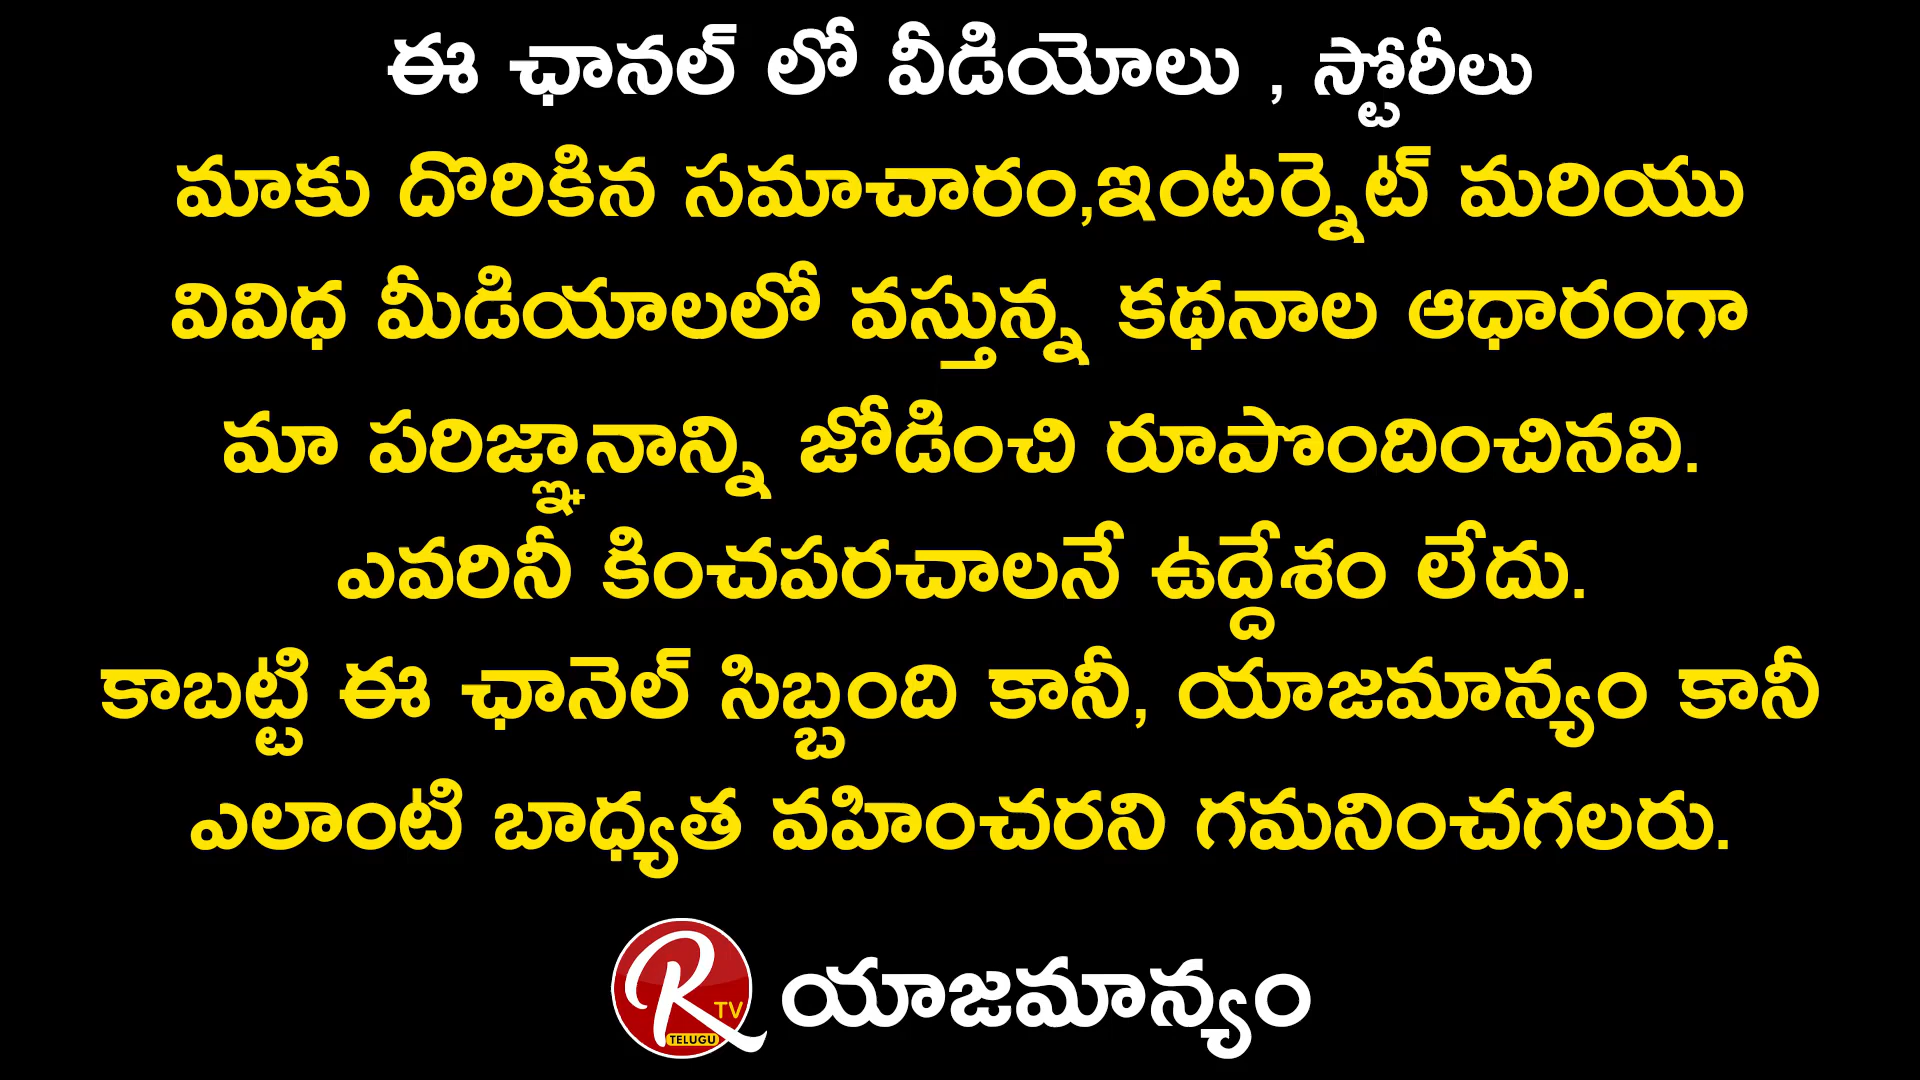 ఈ ఛానల్ లో వీడియోలు , స్టోరీలు
మాకు దొరికిన సమాచారం,ఇంటర్నెట్ మరియు
వివిధ మీడియాలలో వస్తున్న కథనాల ఆధారంగా
మా పరిజ్ఞానాన్ని జోడించి రూపొందించినవి.
ఎవరినీ కించపరచాలనే ఉద్దేశం లేదు.
కాబట్టి ఈ ఛానెల్ సిబ్బంది కానీ, యాజమాన్యం కానీ
ఎలాంటి బాధ్యత వహించరని గమనించగలరు.
R TV TELUGU యాజమాన్యం